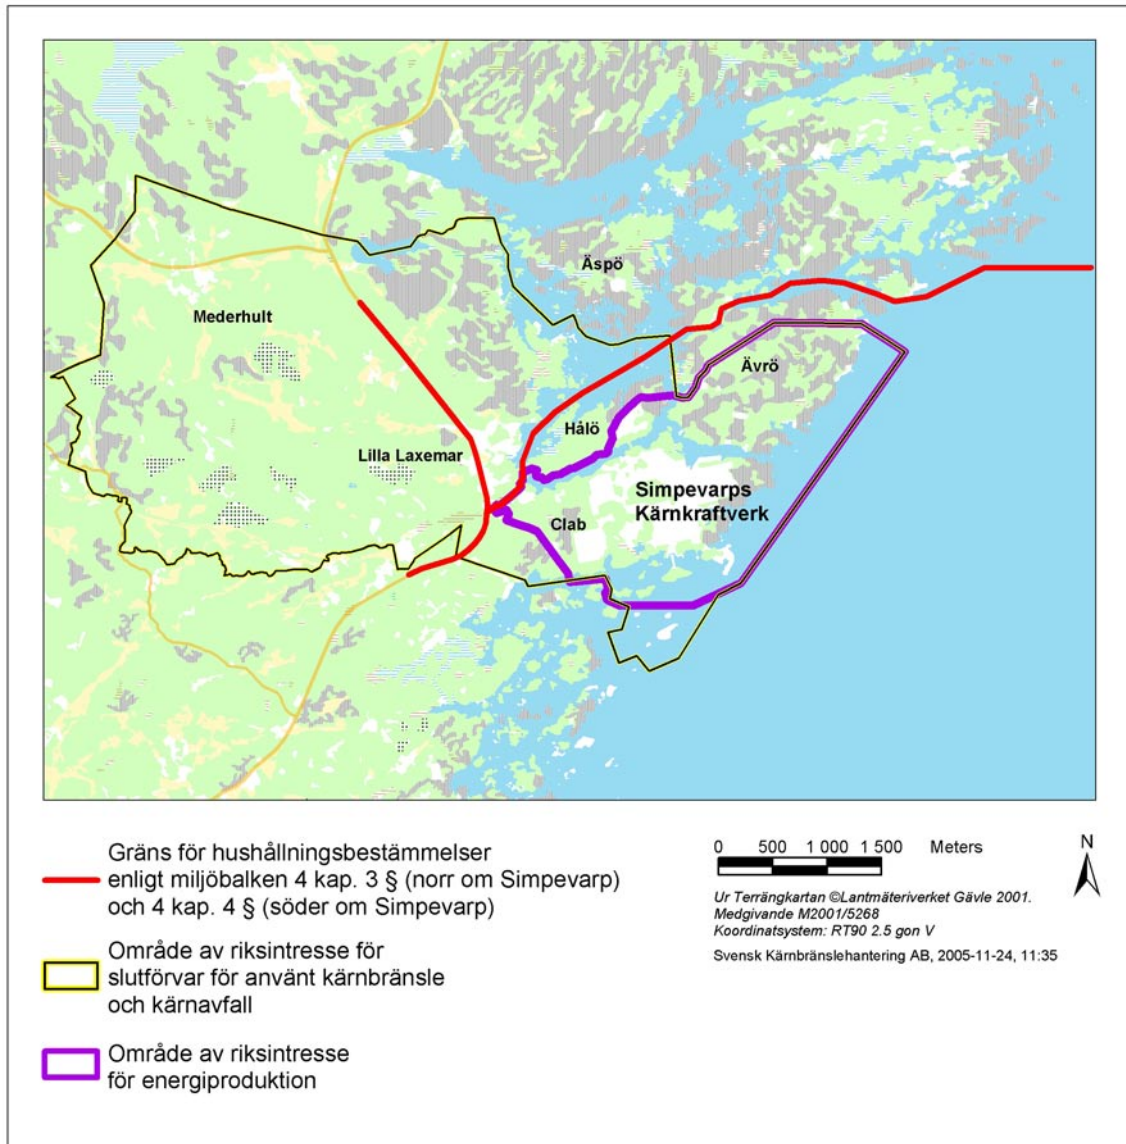 Äspö
Mederhult
Ävrö
Hålö
Lilla Laxemar
Simpevarps
Kärnkraftverk
Clab
Gräns för hushållningsbestämmelser
enligt miljöbalken 4 kap. 3 § (norr om Simpevarp)
och 4 kap. 4 § (söder om Simpevarp)
Område av riksintresse för
slutförvar för använt kärnbränsle
och kärnavfall
Område av riksintresse
för energiproduktion
0 500 1 000 1 500 Meters
N
Ur Terrängkartan ©Lantmäteriverket Gävle 2001.
Medgivande M2001/5268
Koordinatsystem: RT90 2.5 gon V
Svensk Kärnbränslehantering AB, 2005-11-24, 11:35